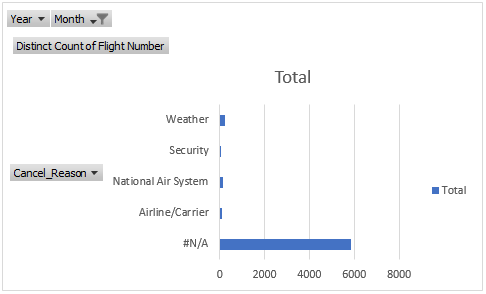 Year Month
Distinct Count of Flight Number
Total
Weather
Security
Cancel_Reason
National Air System
Total
Airline/Carrier
#N/A
0 2000 4000 6000 8000